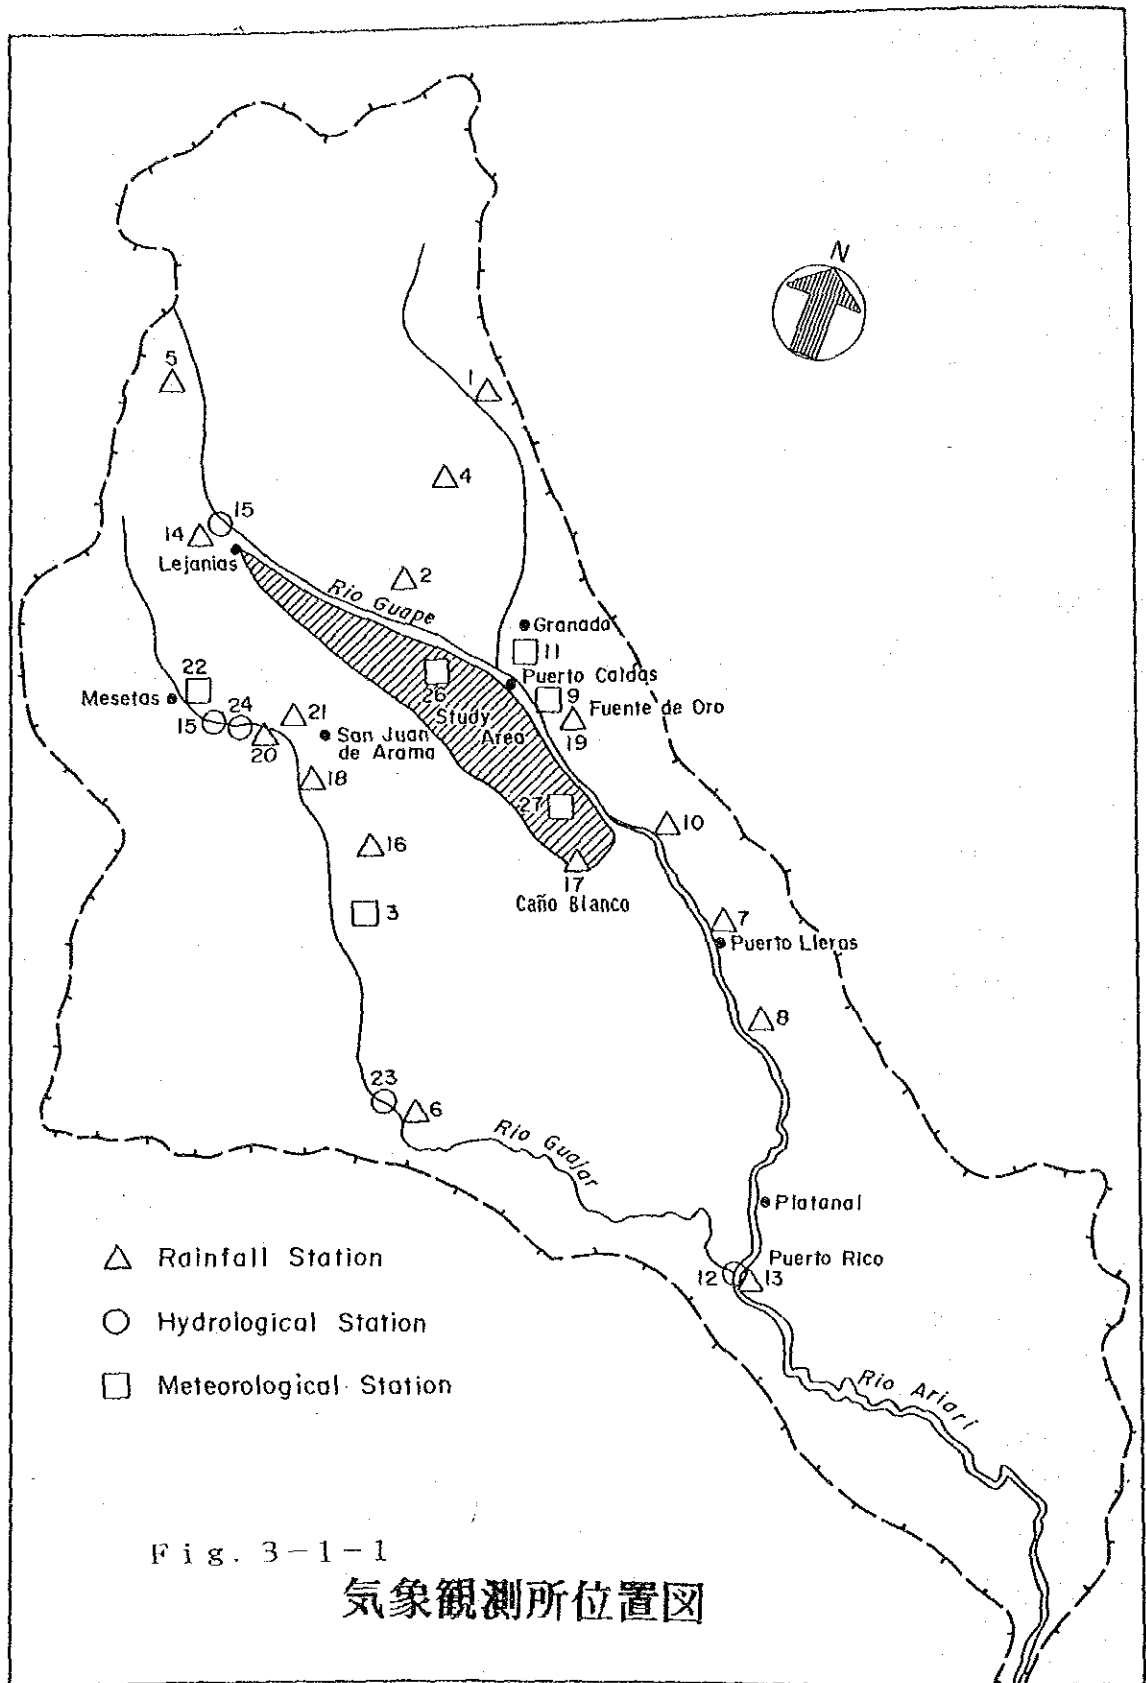 N
5
1
4
15
14
Lejanias
2
Rio Guape
Granada
11
Puerto Caldas
22
26
9
Mesetas
Fuente de Oro
24
21
Study
Area
15
20
San Juan
de Arama
19
18
27
10
16
17
Caño Blanco
3
7
Puerto Lleras
8
23
6
Rio Guajar
Platanal
Puerto Rico
12
13
Rainfall Station
Hydrological Station
Meteorological Station
Rio Ariari
Fig. 3-1-1
気象観測所位置図